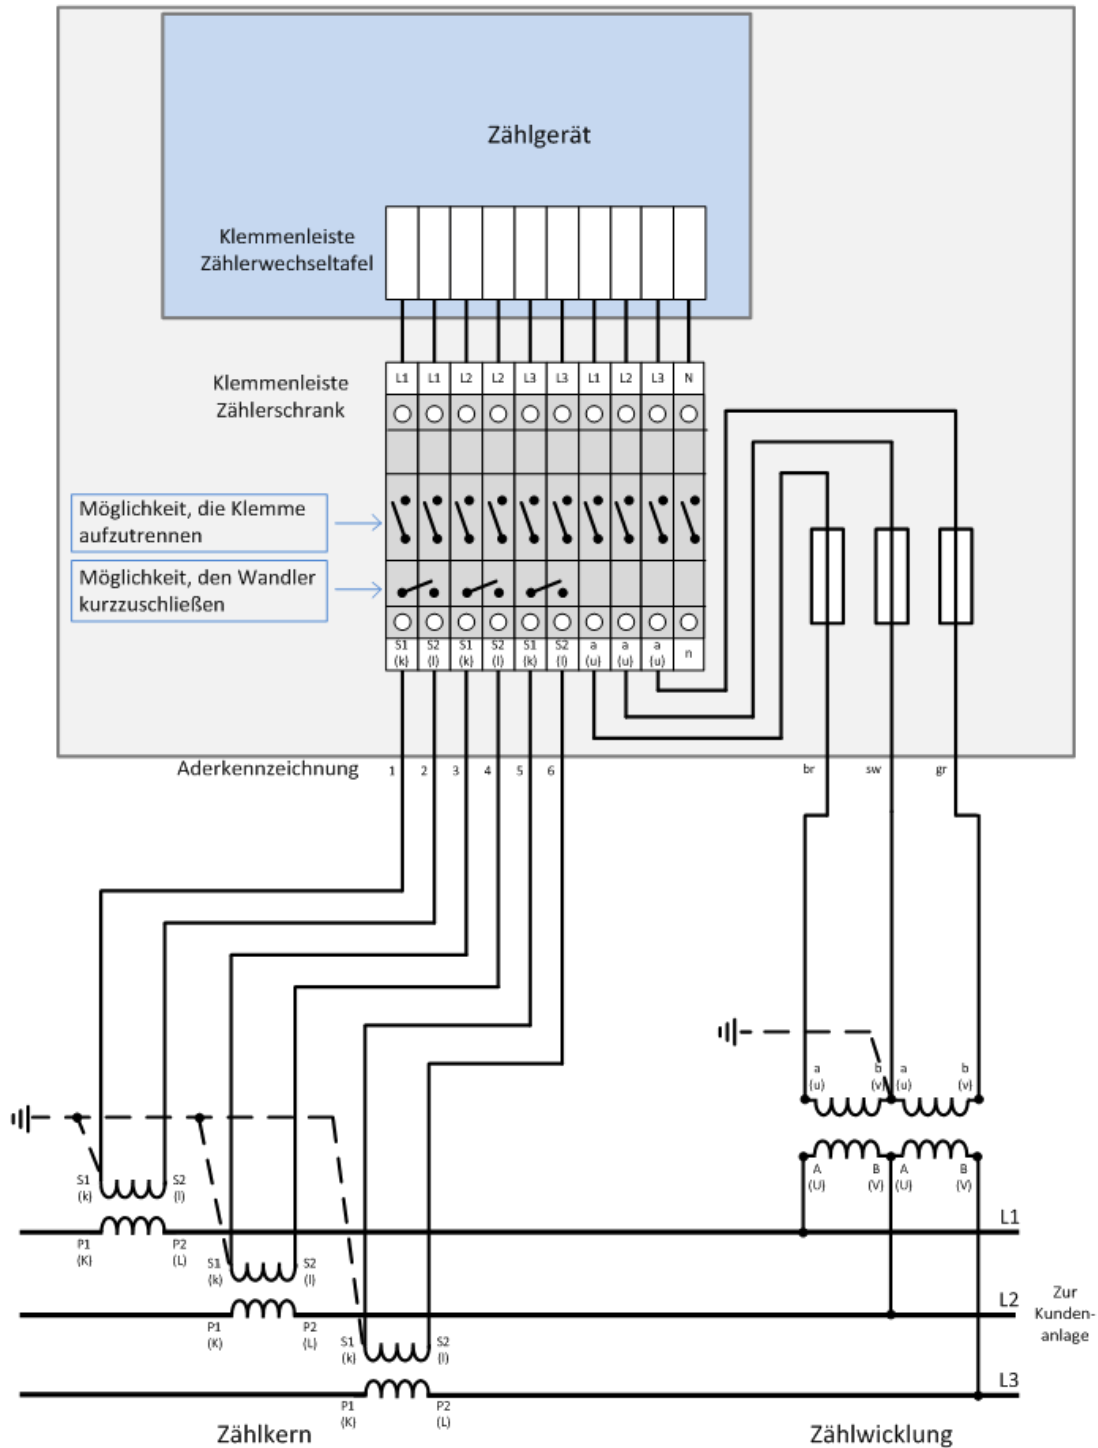 Zählgerät
Klemmenleiste
Zählerwechseltafel
Klemmenleiste
Zählerschrank
L1 L1 L2 L2 L3 L3 L1 L2 L3 N
Möglichkeit, die Klemme
aufzutrennen
Möglichkeit, den Wandler
kurzzuschließen
S1 S2 S1 S2 S1 S2 a a a n
(k) (l) (k) (l) (k) (l) (u) (u) (u)
Aderkennzeichnung 1 2 3 4 5 6 br sw gr
a b a b
(u) (v) (u) (v)
S1 S2
(k) (l)
A B A B
(U) (V) (U) (V)
L1
P1 P2
(K) (L)
S1 S2
(k) (l)
L2
Zur
Kunden-
anlage
P1 P2
(K) (L)
S1 S2
(k) (l)
L3
P1 P2
(K) (L)
Zählkern
Zählwicklung